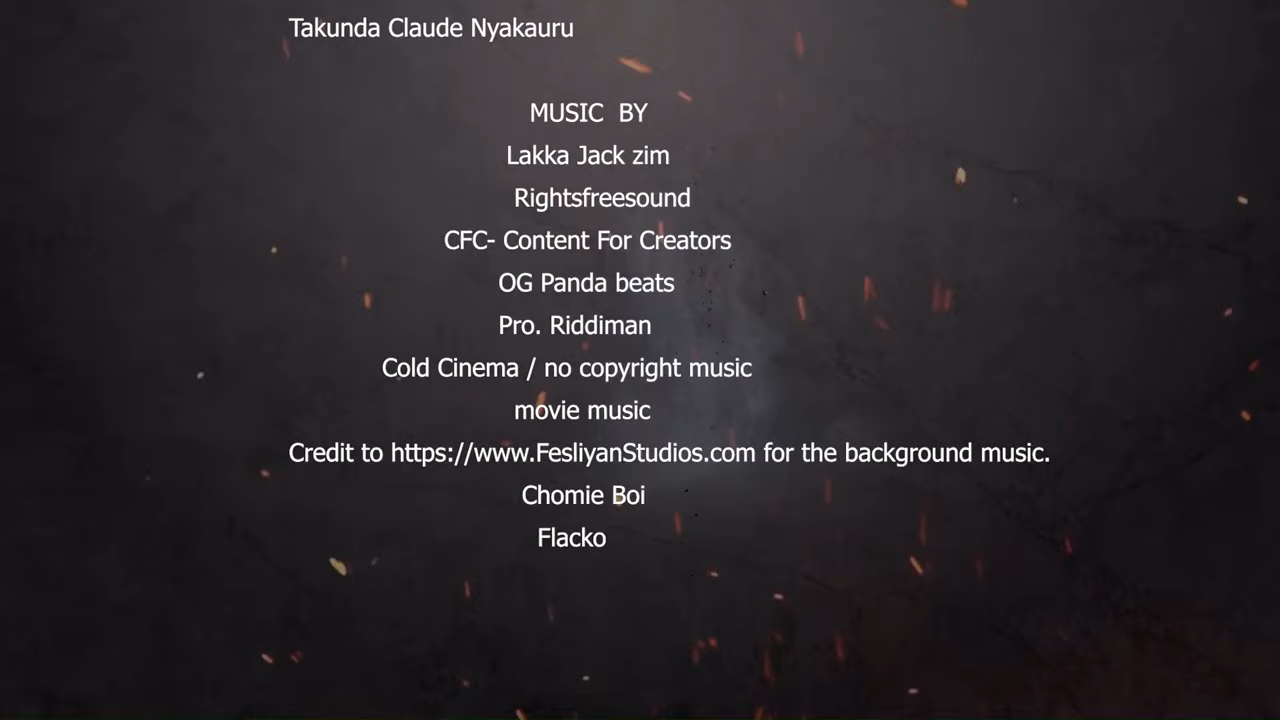 Takunda Claude Nyakauru
MUSIC  BY
Lakka Jack zim
Rightsfreesound
CFC- Content For Creators
OG Panda beats
Pro. Riddiman
Cold Cinema / no copyright music
movie music
Credit to https://www.FesliyanStudios.com for the background music.
Chomie Boi
Flacko